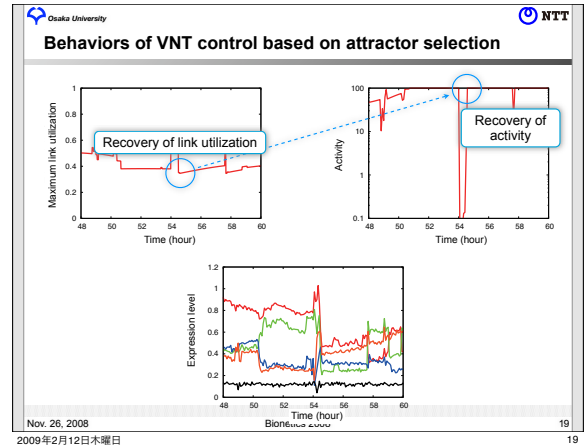 Osaka University
NTT
Behaviors of VNT control based on attractor selection
Maximum link utilization
1
0.8
0.6
0.4
0.2
0
48 50 52 54 56 58 60
Time (hour)
Recovery of link utilization
Activity
100
10
1
0.1
48 50 52 54 56 58 60
Time (hour)
Recovery of
activity
Expression level
1.2
1
0.8
0.6
0.4
0.2
0
48 50 52 54 56 58 60
Time (hour)
Nov. 26, 2008
Bionetics 2008
19
2009年2月12日木曜日
19